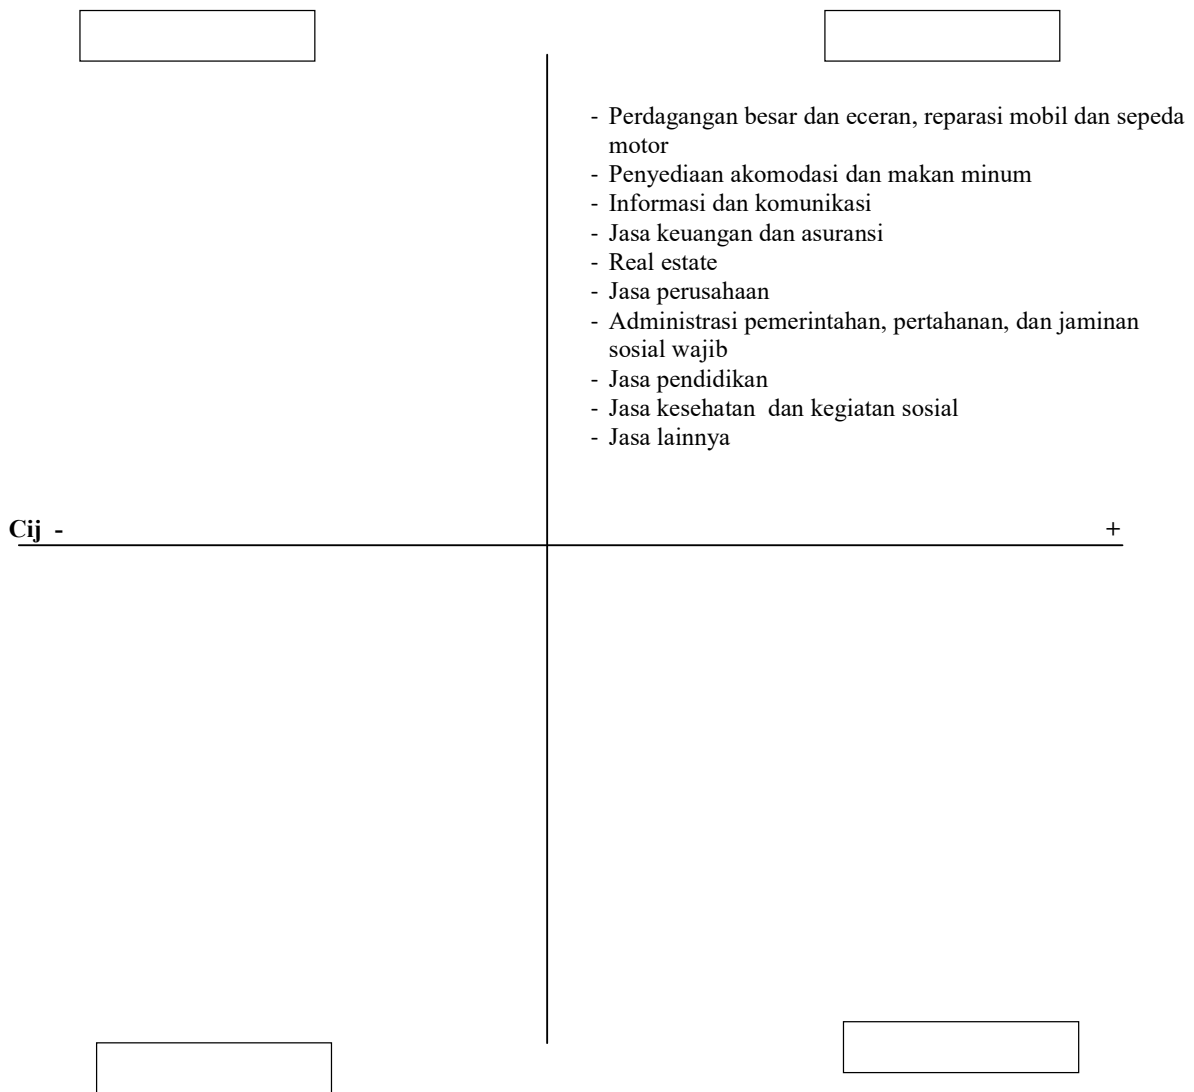 - Perdagangan besar dan eceran, reparasi mobil dan sepeda
motor
- Penyediaan akomodasi dan makan minum
- Informasi dan komunikasi
- Jasa keuangan dan asuransi
- Real estate
- Jasa perusahaan
- Administrasi pemerintahan, pertahanan, dan jaminan
sosial wajib
- Jasa pendidikan
- Jasa kesehatan  dan kegiatan sosial
- Jasa lainnya
Cij  -
+